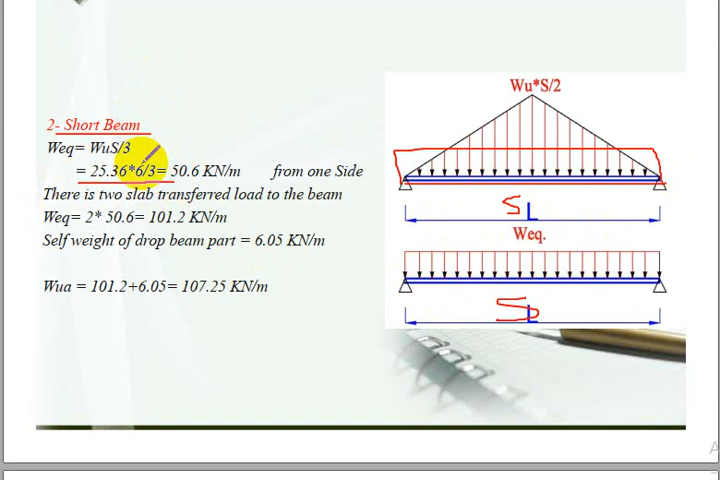 2- Short Beam
Weq= WuS/3
= 25.36*6/3= 50.6 KN/m from one Side
There is two slab transferred load to the beam
Weq= 2* 50.6= 101.2 KN/m
Self weight of drop beam part = 6.05 KN/m
Wua = 101.2+6.05= 107.25 KN/m
Wu*S/2
S L
Weq.
S L